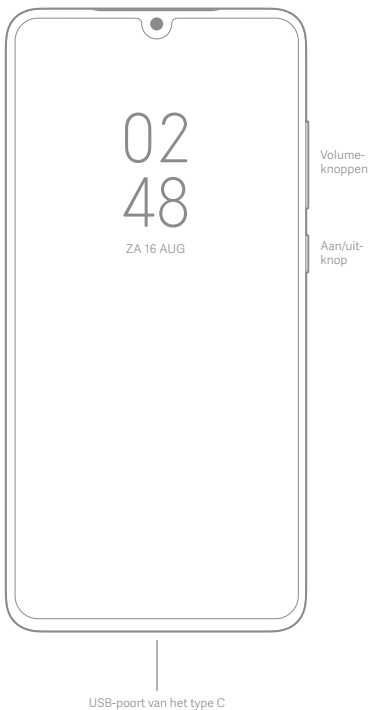 02
48
ZA 16 AUG
Volume-
knoppen
Aan/uit-
knop
USB-poort van het type C